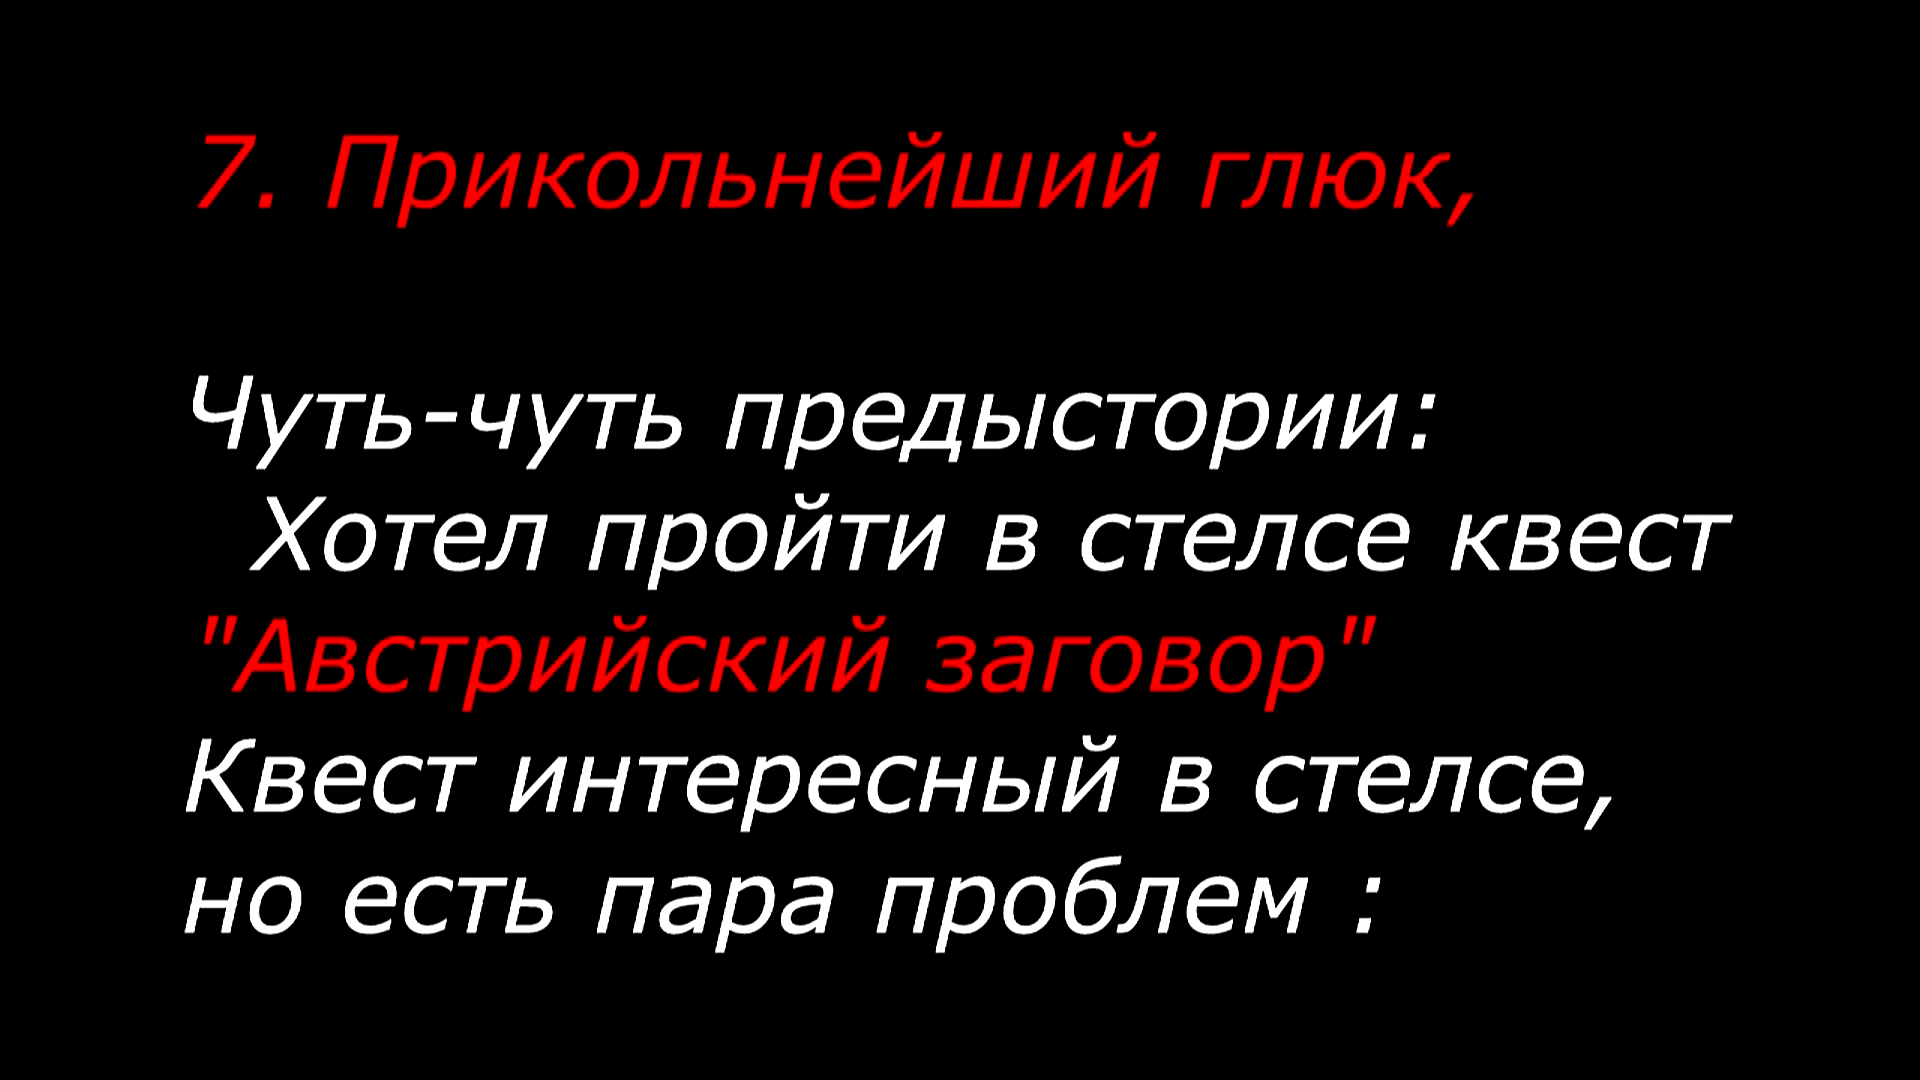 7. Прикольнейший глюк,
Чуть-чуть предыстории:
Хотел пройти в стелсе квест
"Австрийский заговор"
Квест интересный в стелсе,
но есть пара проблем :